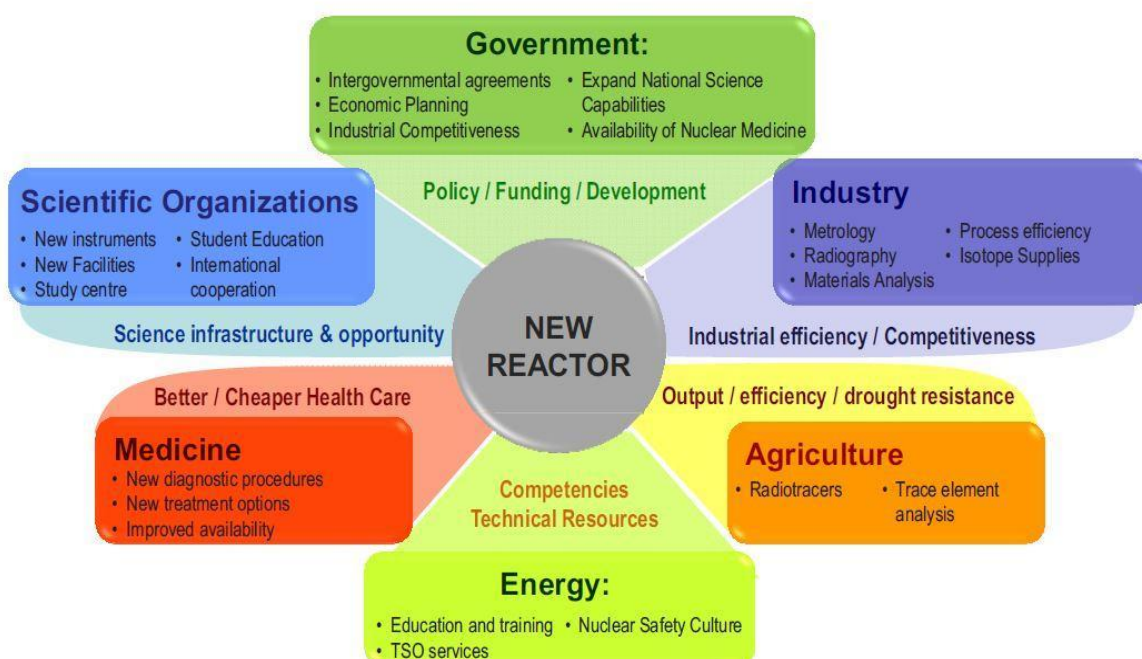 Government:
• Intergovernmental agreements
• Economic Planning
• Industrial Competitiveness
• Expand National Science
Capabilities
• Availability of Nuclear Medicine
Policy / Funding / Development
Scientific Organizations
• New instruments
• New Facilities
• Study centre
• Student Education
• International
cooperation
Science infrastructure & opportunity
Industry
• Metrology
• Radiography
• Materials Analysis
• Process efficiency
• Isotope Supplies
Industrial efficiency / Competitiveness
NEW
REACTOR
Better / Cheaper Health Care
Medicine
• New diagnostic procedures
• New treatment options
• Improved availability
Output / efficiency / drought resistance
Agriculture
• Radiotracers
• Trace element
analysis
Competencies
Technical Resources
Energy:
• Education and training
• TSO services
• Nuclear Safety Culture